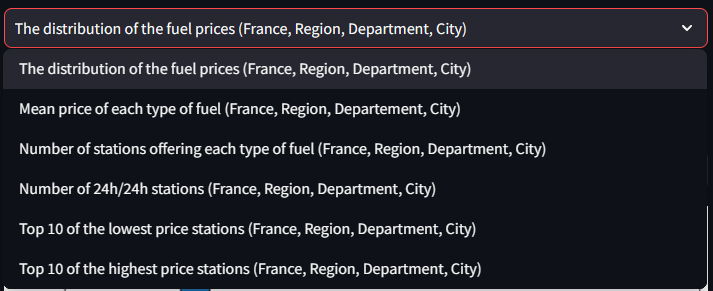 The distribution of the fuel prices (France, Region, Department, City)
The distribution of the fuel prices (France, Region, Department, City)
Mean price of each type of fuel (France, Region, Departement, City)
Number of stations offering each type of fuel (France, Region, Department, City)
Number of 24h/24h stations (France, Region, Department, City)
Top 10 of the lowest price stations (France, Region, Department, City)
Top 10 of the highest price stations (France, Region, Department, City)